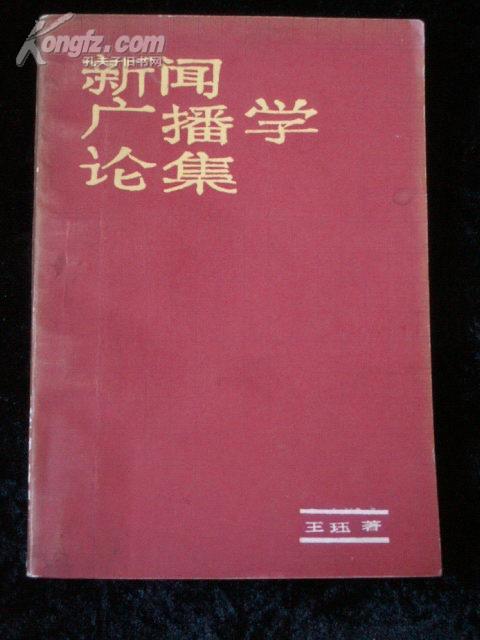 Kongfz.com
孔夫子旧书网
新闻
广播学
论集
王珏 著